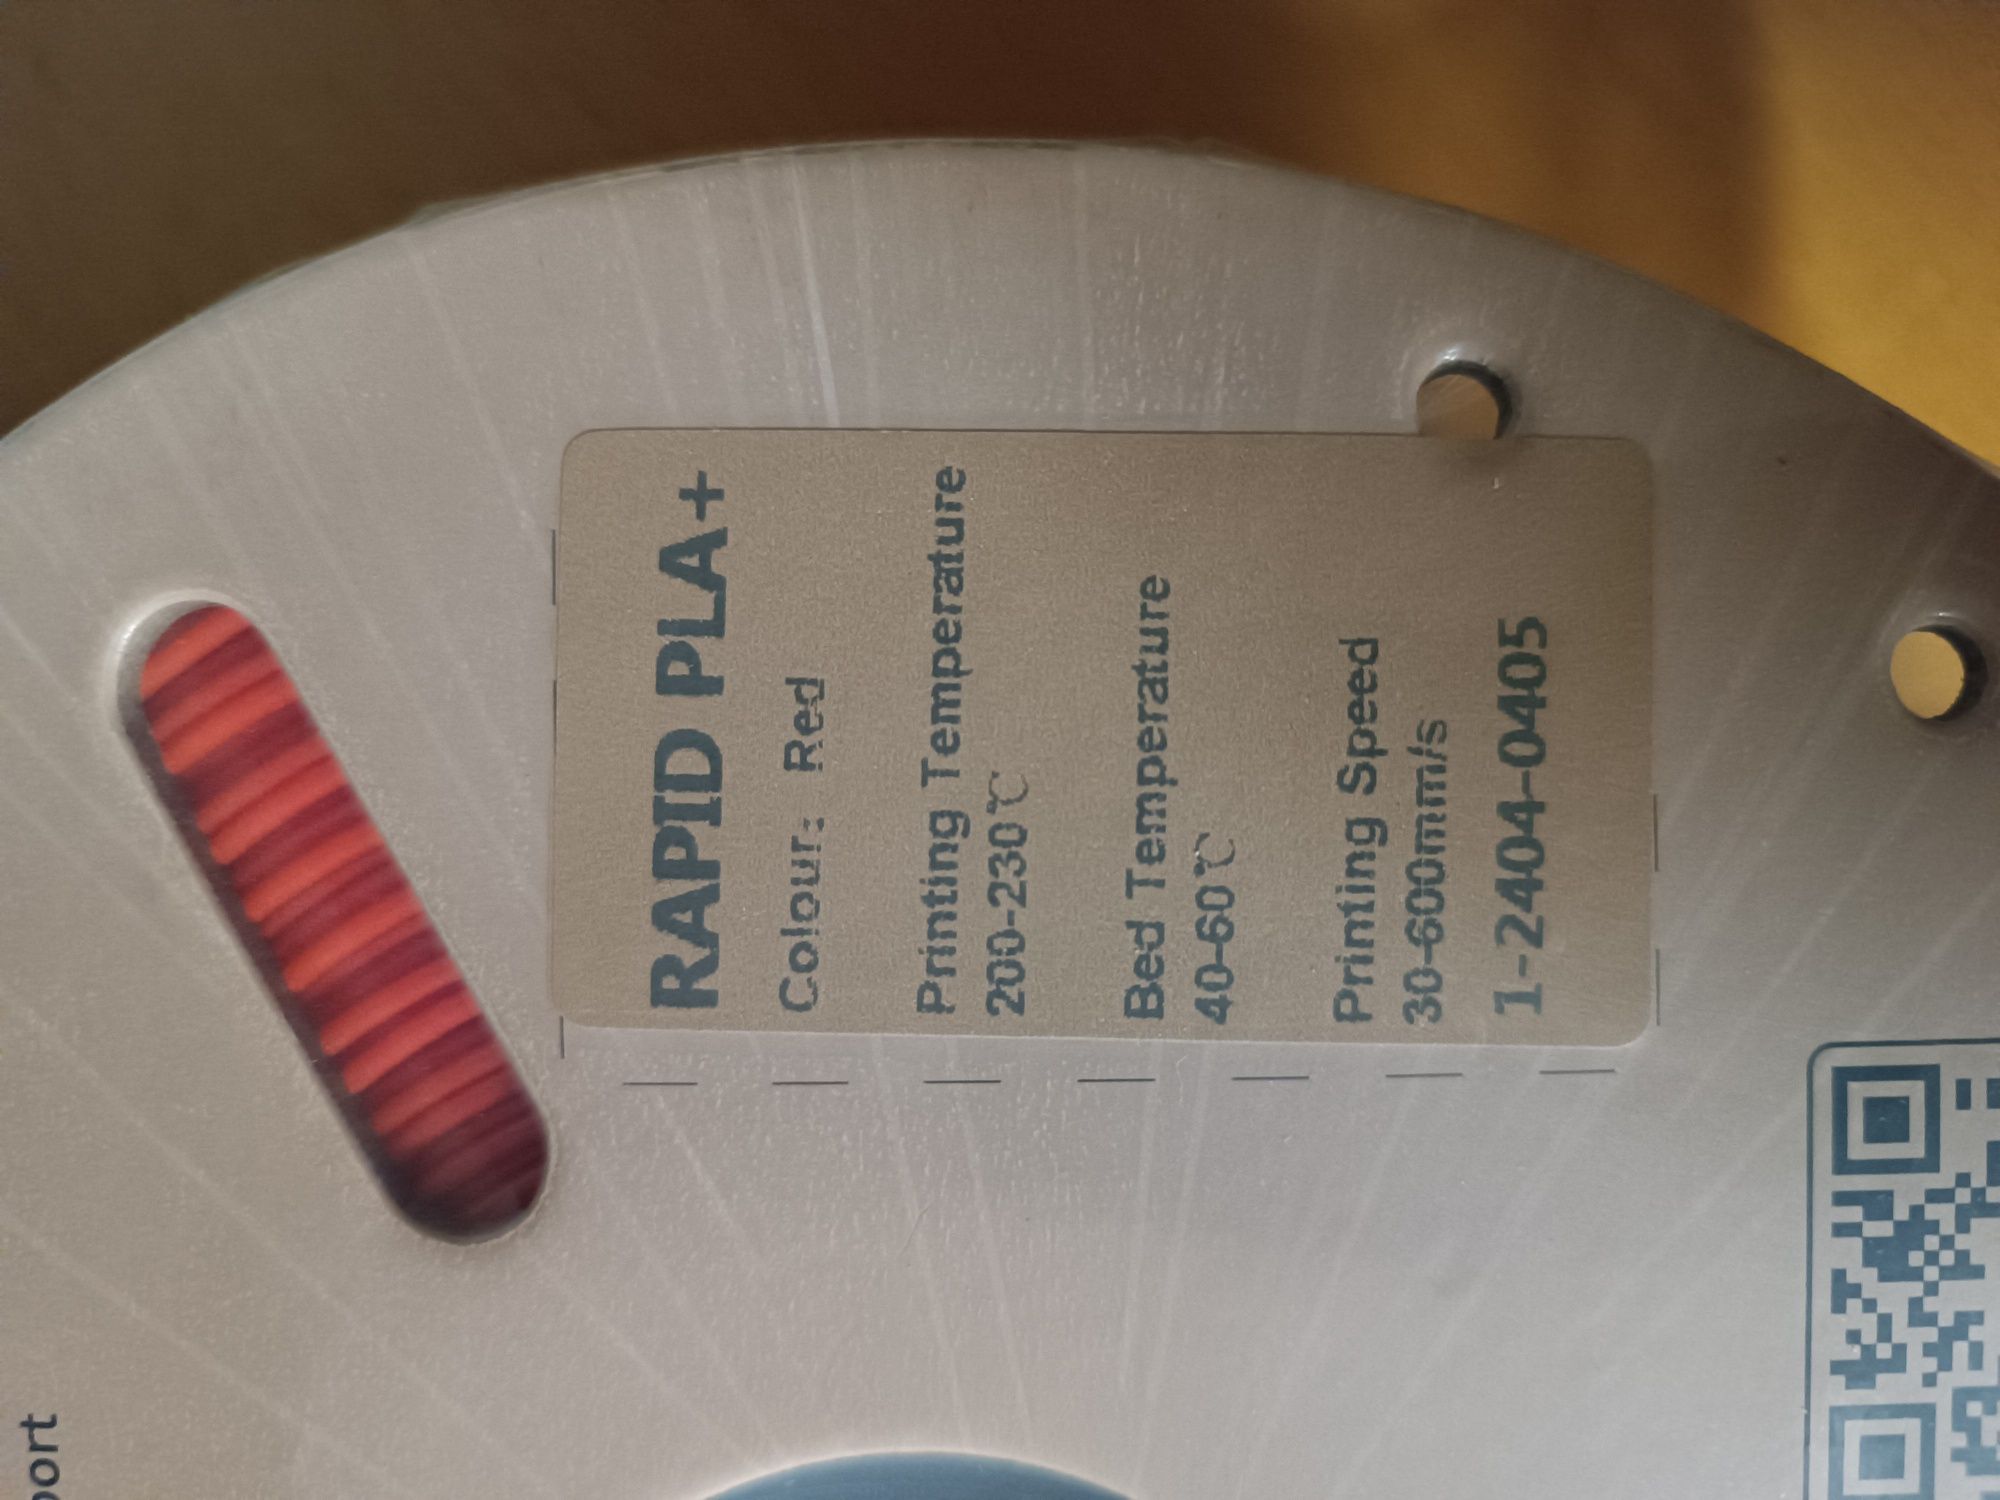 RAPID PLA+
Colour: Red
Printing Temperature
200-230℃
Bed Temperature
40-60℃
Printing Speed
30-600mm/s
1-2404-0405